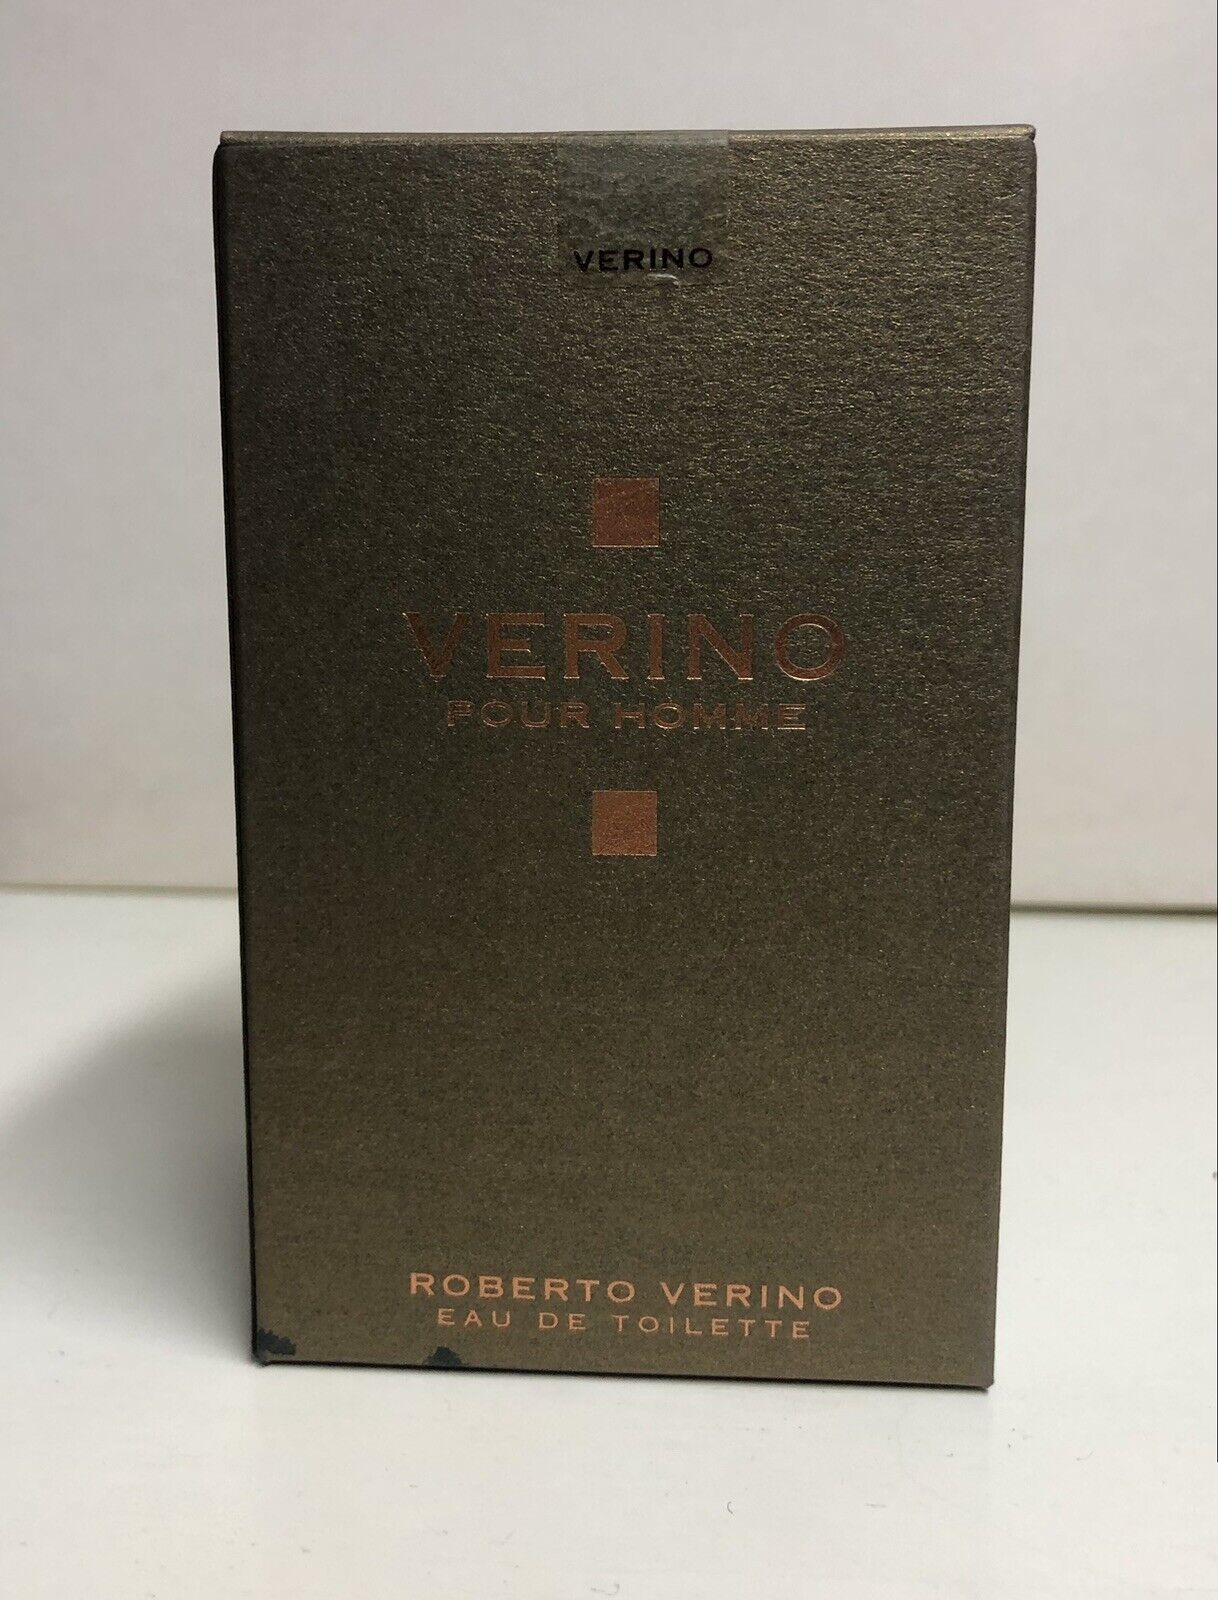 VERINO
VERINO
POUR HOMME
ROBERTO VERINO
EAU DE TOILETTE